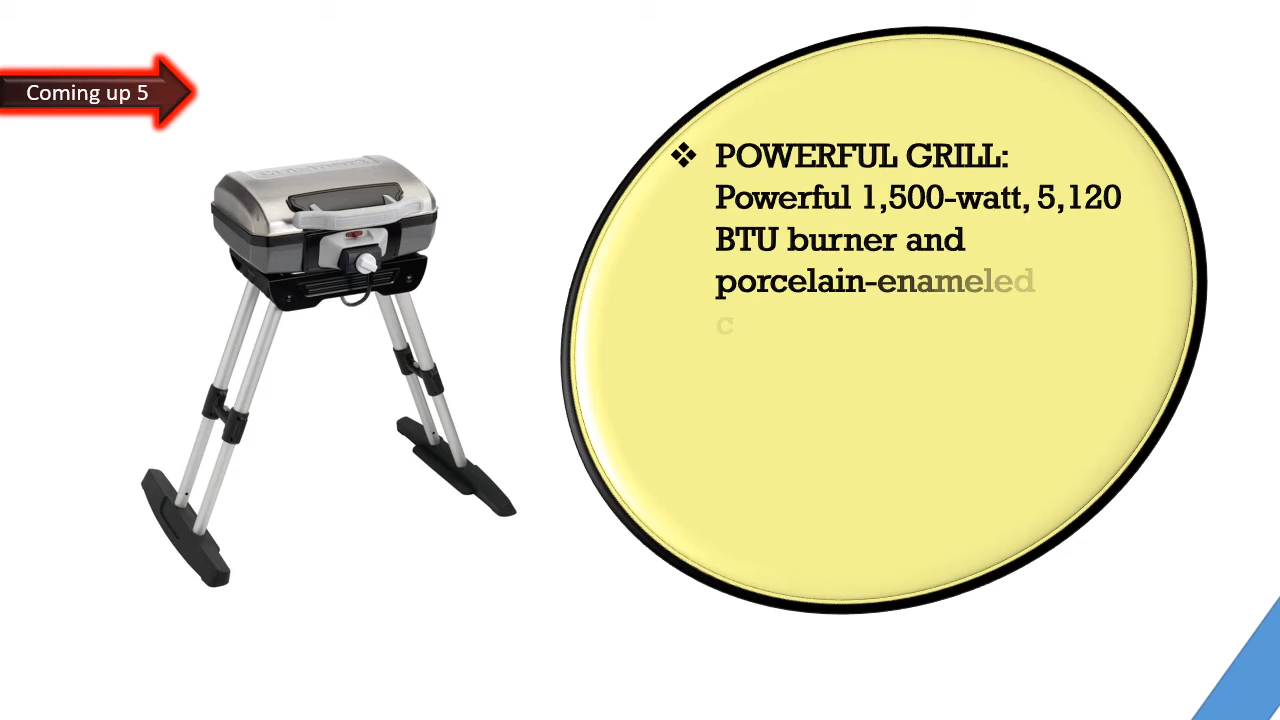 Coming up 5
❖ POWERFUL GRILL:
Powerful 1,500-watt, 5,120
BTU burner and
porcelain-enameled
c